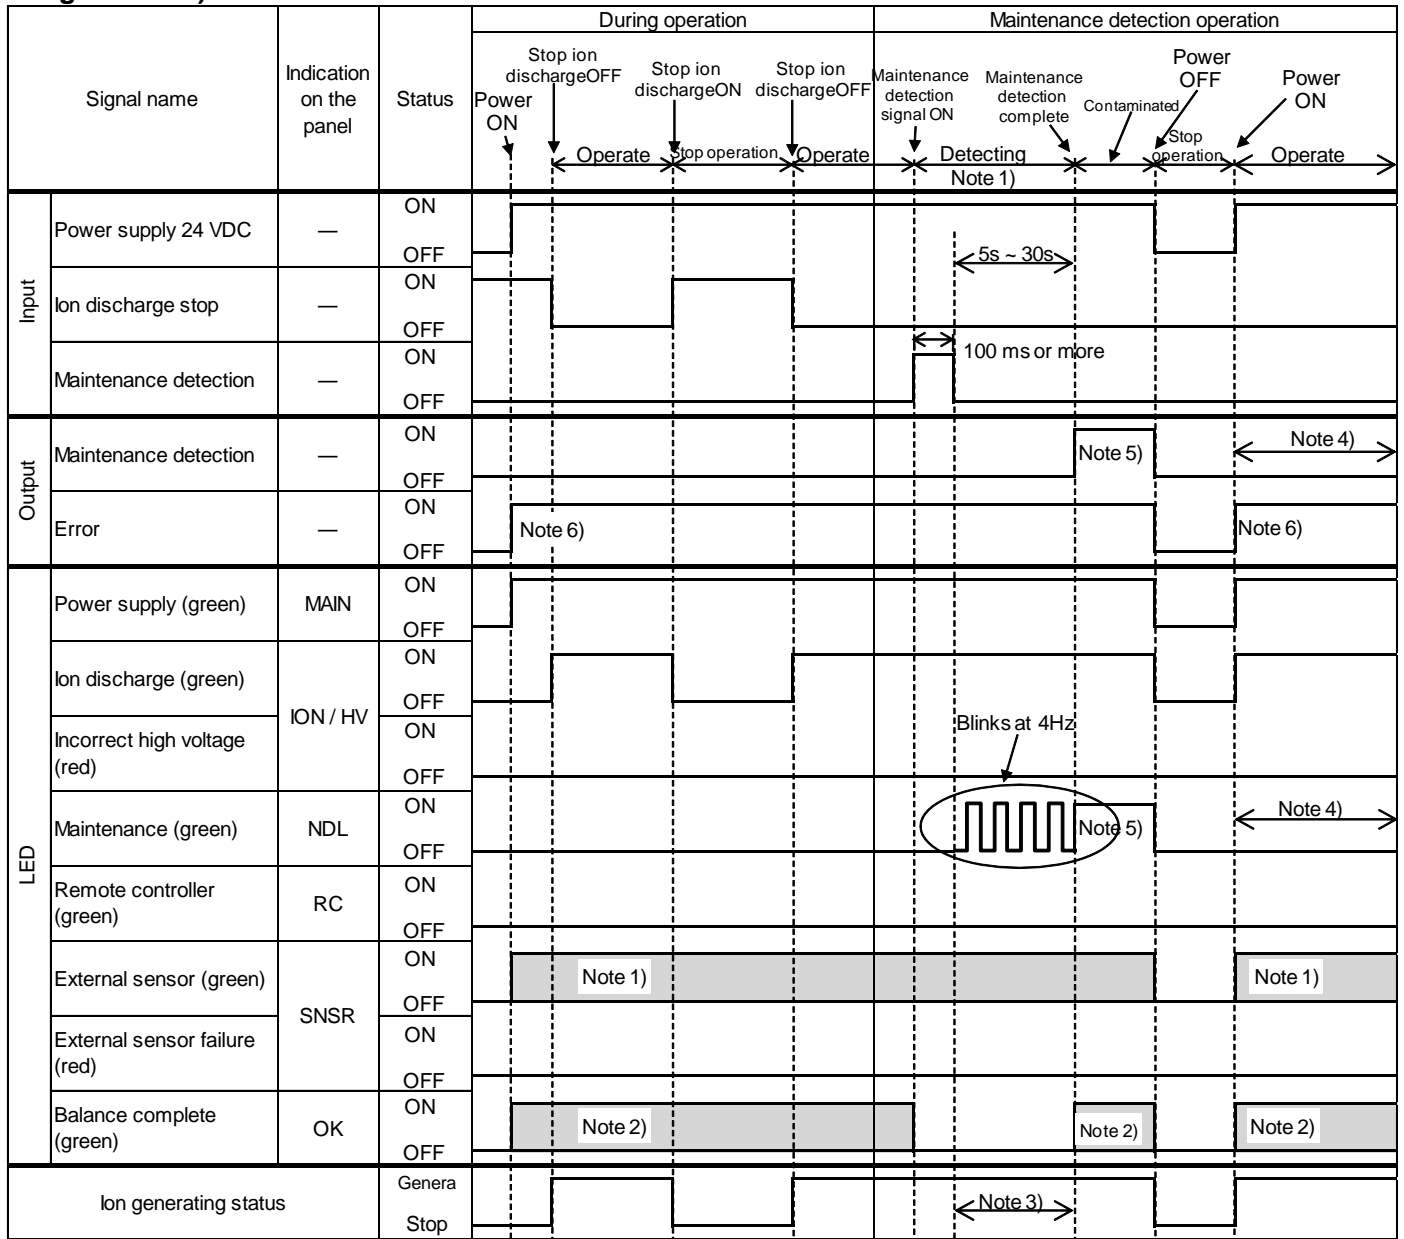 During operation
Maintenance detection operation
Signal name
Indication
on the
panel
Status
Power
ON
Stop ion
dischargeOFF
Stop ion
dischargeON
Stop ion
dischargeOFF
Maintenance
detection
signal ON
Maintenance
detection
complete
Contaminated
Power
OFF
Power
ON
Operate
Stop operation
Operate
Detecting
Note 1)
Stop
operation
Operate
Input
Power supply 24 VDC
—
ON
OFF
5s ~ 30s
Ion discharge stop
—
ON
OFF
Maintenance detection
—
ON
OFF
100 ms or more
Output
Maintenance detection
—
ON
OFF
Note 5)
Note 4)
Error
—
ON
OFF
Note 6)
Note 6)
LED
Power supply (green)
MAIN
ON
OFF
Ion discharge (green)
ION / HV
ON
OFF
Incorrect high voltage
(red)
ON
OFF
Blinks at 4Hz
Maintenance (green)
NDL
ON
OFF
Note 5)
Note 4)
Remote controller
(green)
RC
ON
OFF
External sensor (green)
SNSR
ON
OFF
Note 1)
Note 1)
External sensor failure
(red)
ON
OFF
Balance complete
(green)
OK
ON
OFF
Note 2)
Note 2)
Note 2)
Ion generating status
Genera
Stop
Note 3)